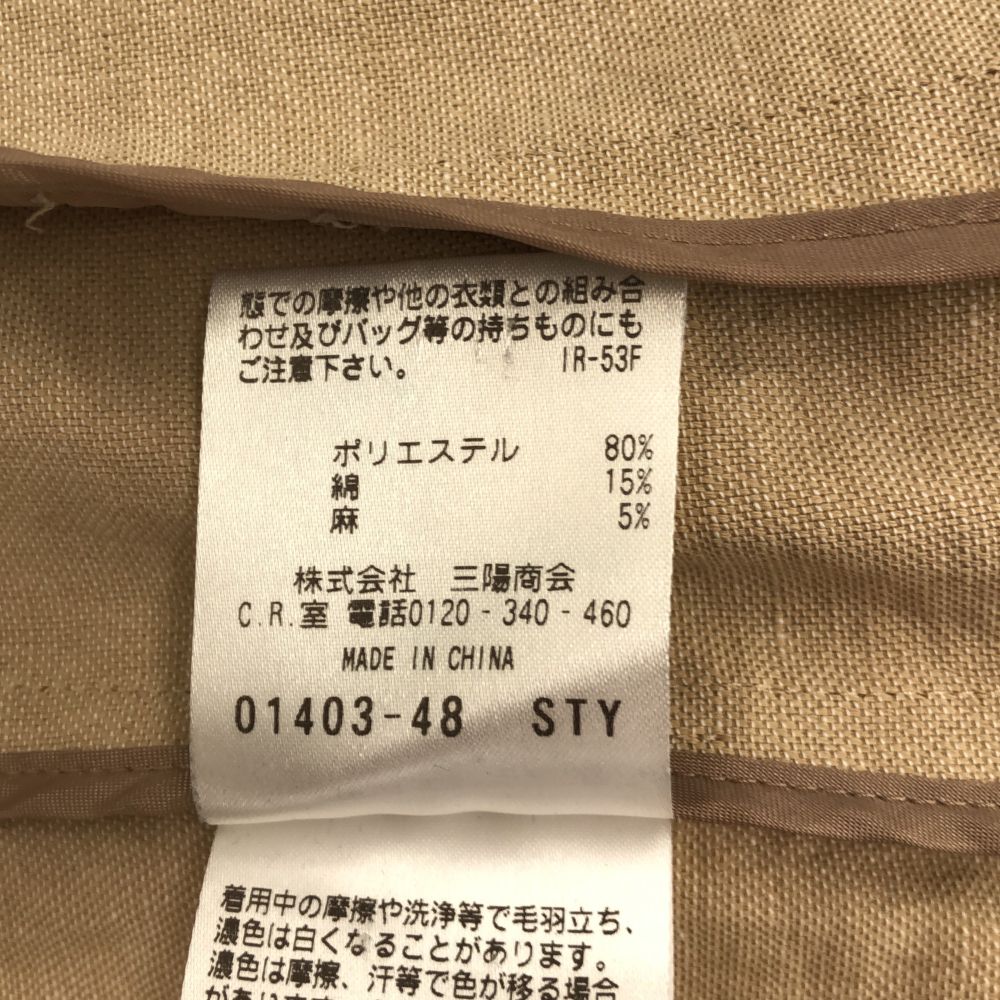 態での摩擦や他の衣類との組み合
わせ及びバッグ等の持ちものにも
ご注意下さい。 IR-53F
ポリエステル 80%
綿 15%
麻 5%
株式会社 三陽商会
C.R.室 電話0120-340-460
MADE IN CHINA
01403-48 STY
着用中の摩擦や洗浄等で毛羽立ち、
濃色は白くなることがあります。
濃色は摩擦、汗等で色が移る場合
があります